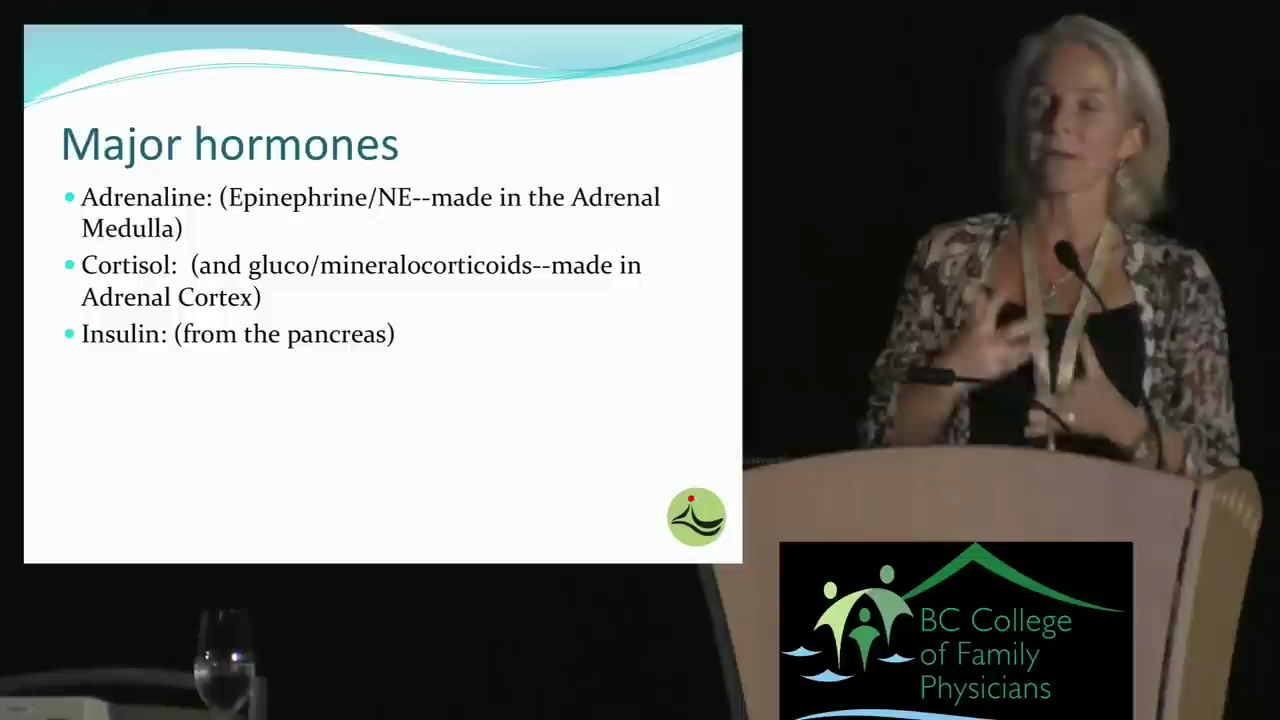 Major hormones
• Adrenaline: (Epinephrine/NE--made in the Adrenal
Medulla)
• Cortisol:  (and gluco/mineralocorticoids--made in
Adrenal Cortex)
• Insulin: (from the pancreas)
BC College
of Family
Physicians